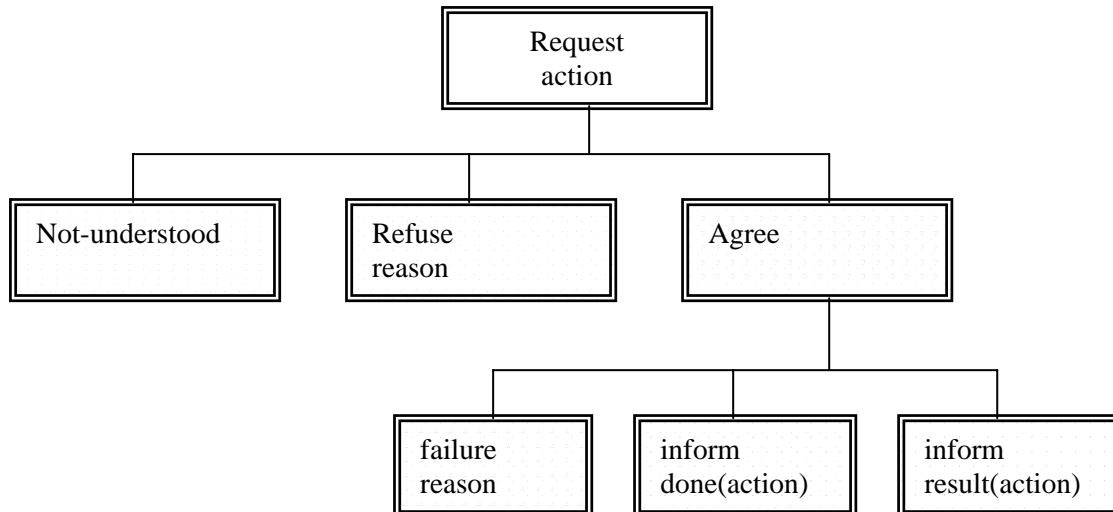 Request
action
Not-understood
Refuse
reason
Agree
failure
reason
inform
done(action)
inform
result(action)